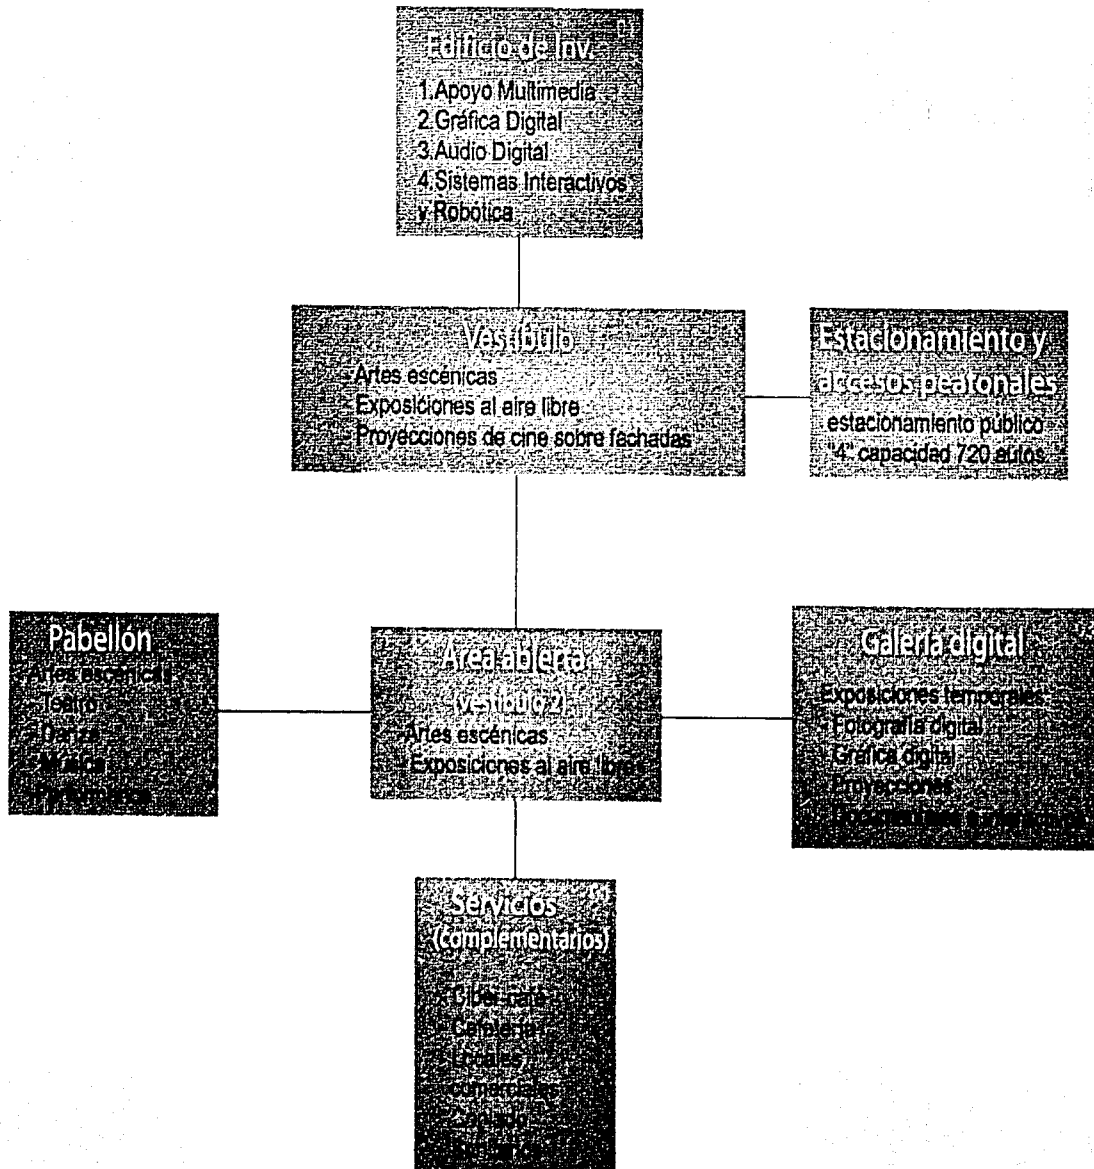 Edificio de Inv.
1.Apoyo Multimedia
2.Gráfica Digital
3.Audio Digital
4.Sistemas Interactivos
y Robótica
Vestíbulo
-Artes escénicas
-Exposiciones al aire libre
-Proyecciones de cine sobre fachadas
Estacionamiento y
accesos peatonales
estacionamiento público
"4" capacidad 720 autos
Pabellón
Artes escénicas
-Teatro
-Danza
-Música
-Performance
Area abierta
(vestíbulo 2)
-Artes escénicas
-Exposiciones al aire libre
Galería digital
Exposiciones temporales
-Fotografía digital
-Gráfica digital
-Proyecciones
Servicios
(complementarios)
-Ciber-café
-Cafetería
-Locales
comerciales